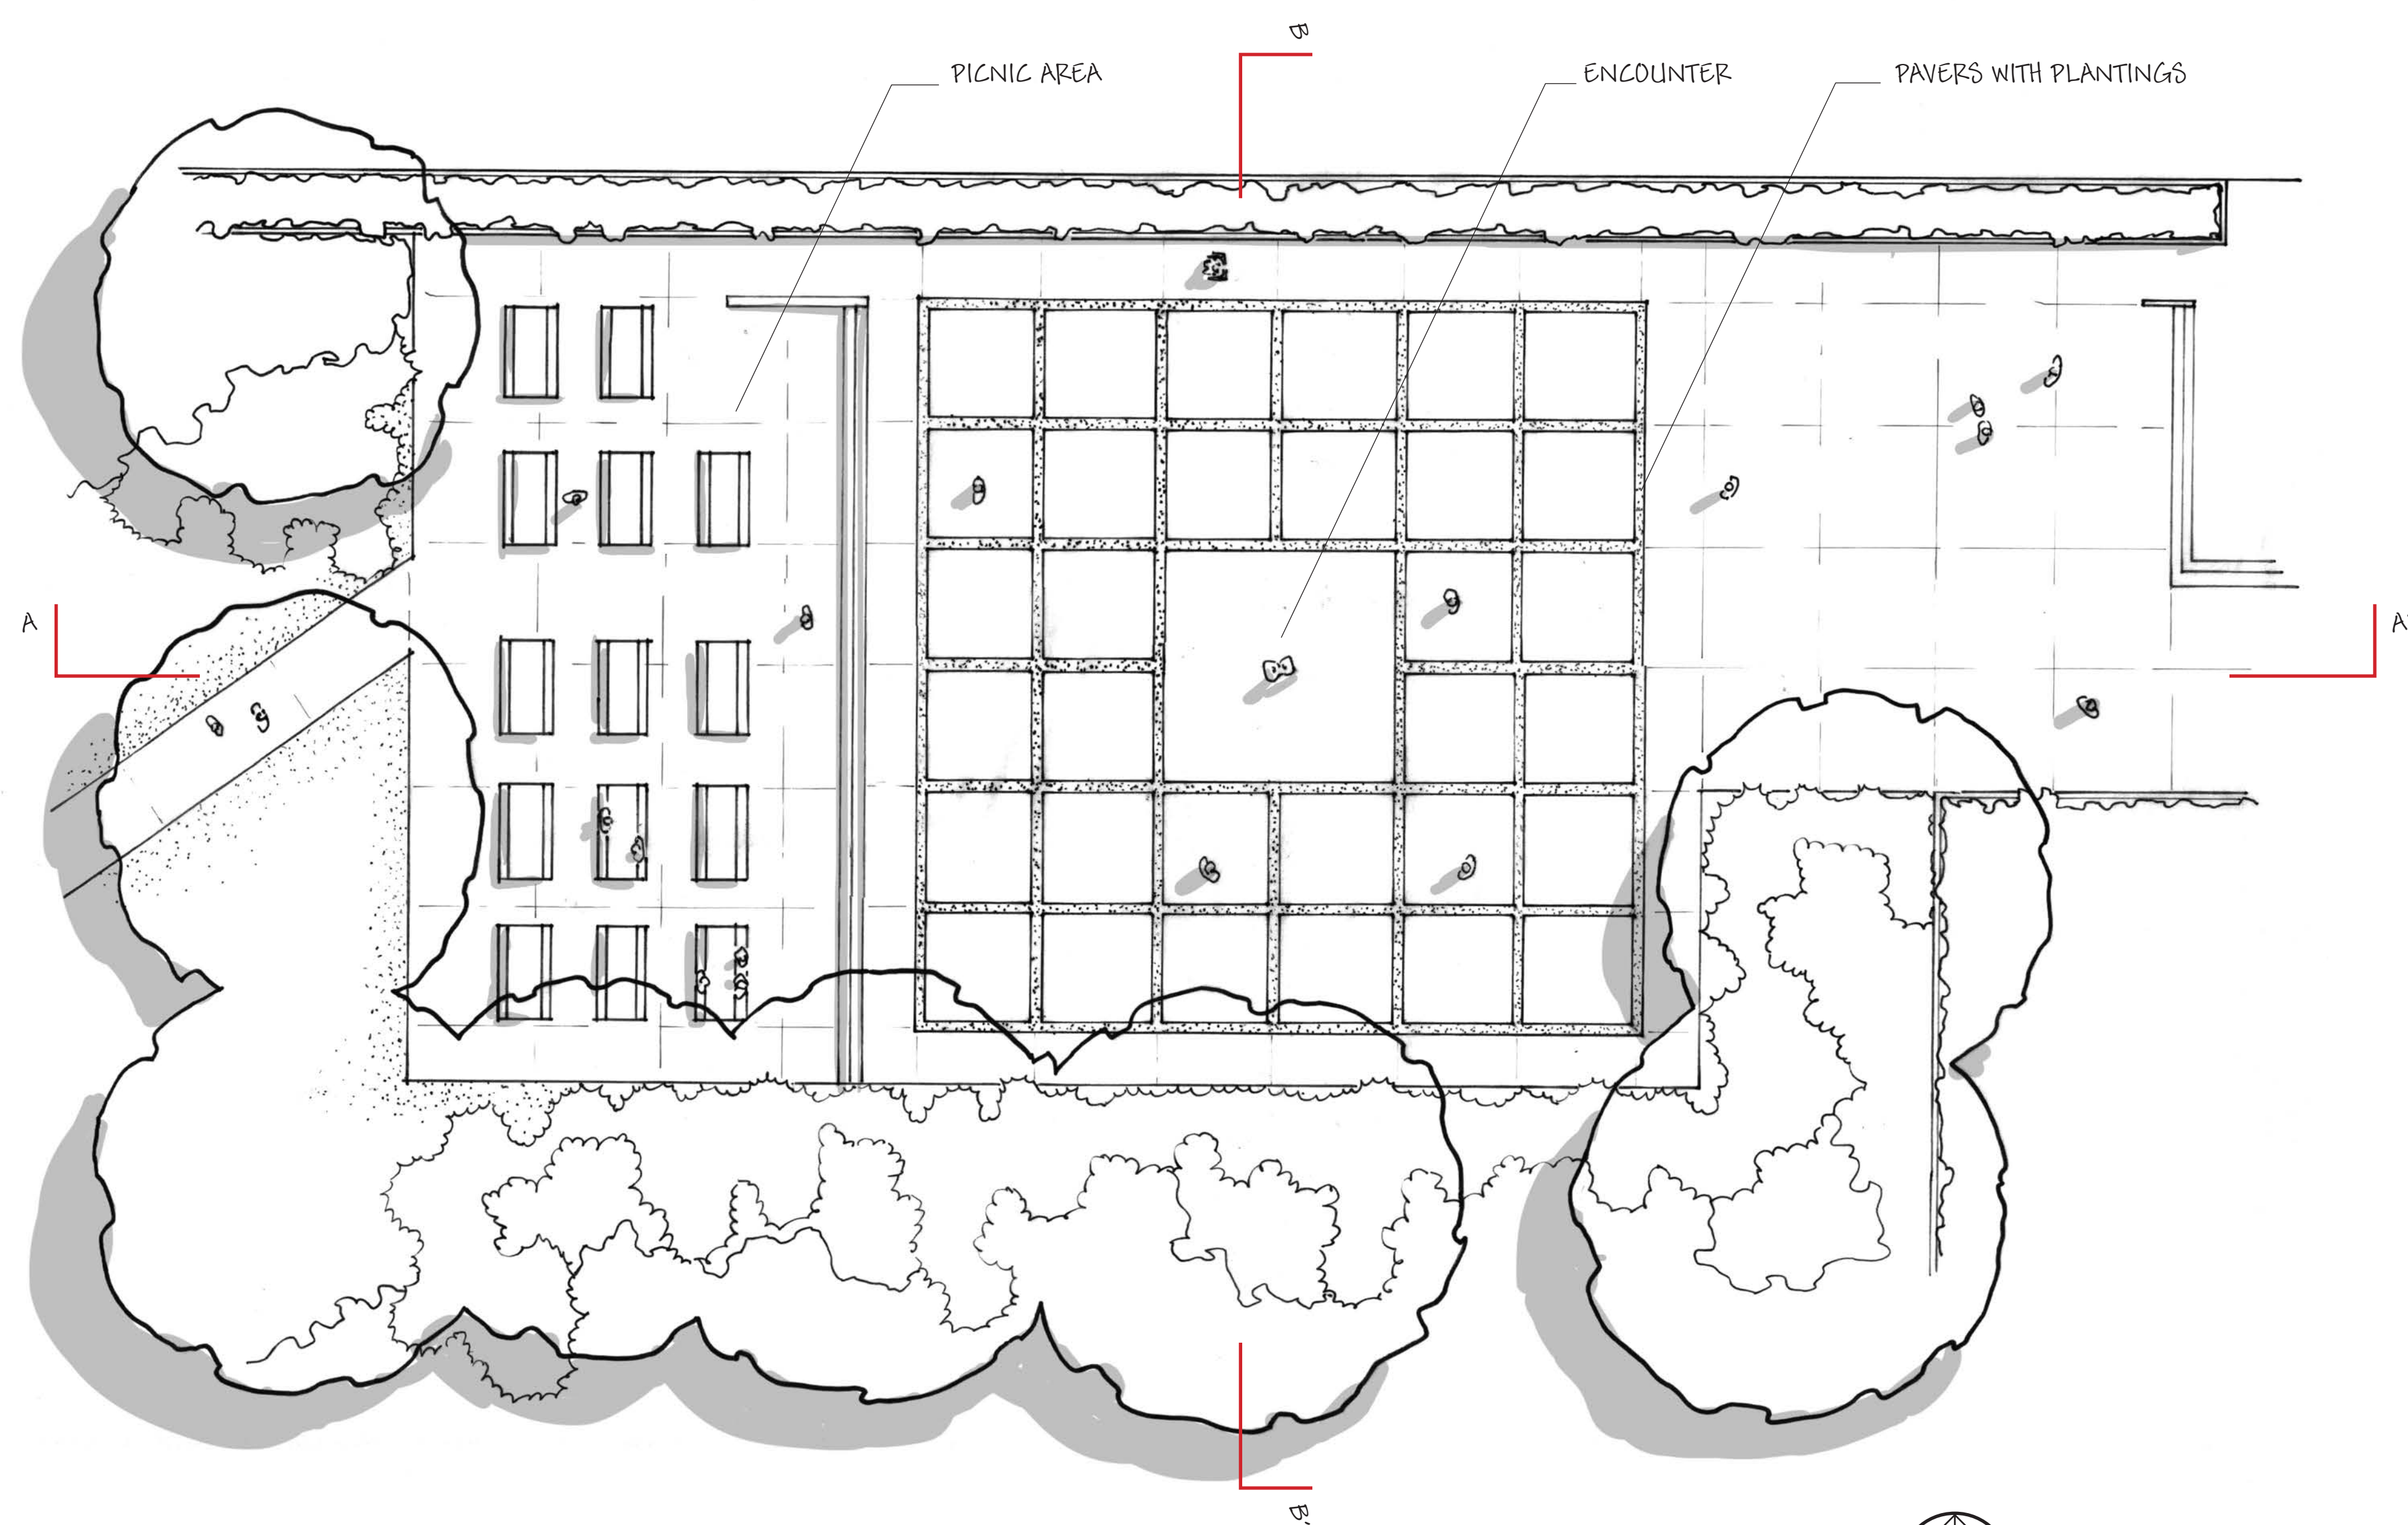 B
PICNIC AREA
ENCOUNTER
PAVERS WITH PLANTINGS
A
A'
B'